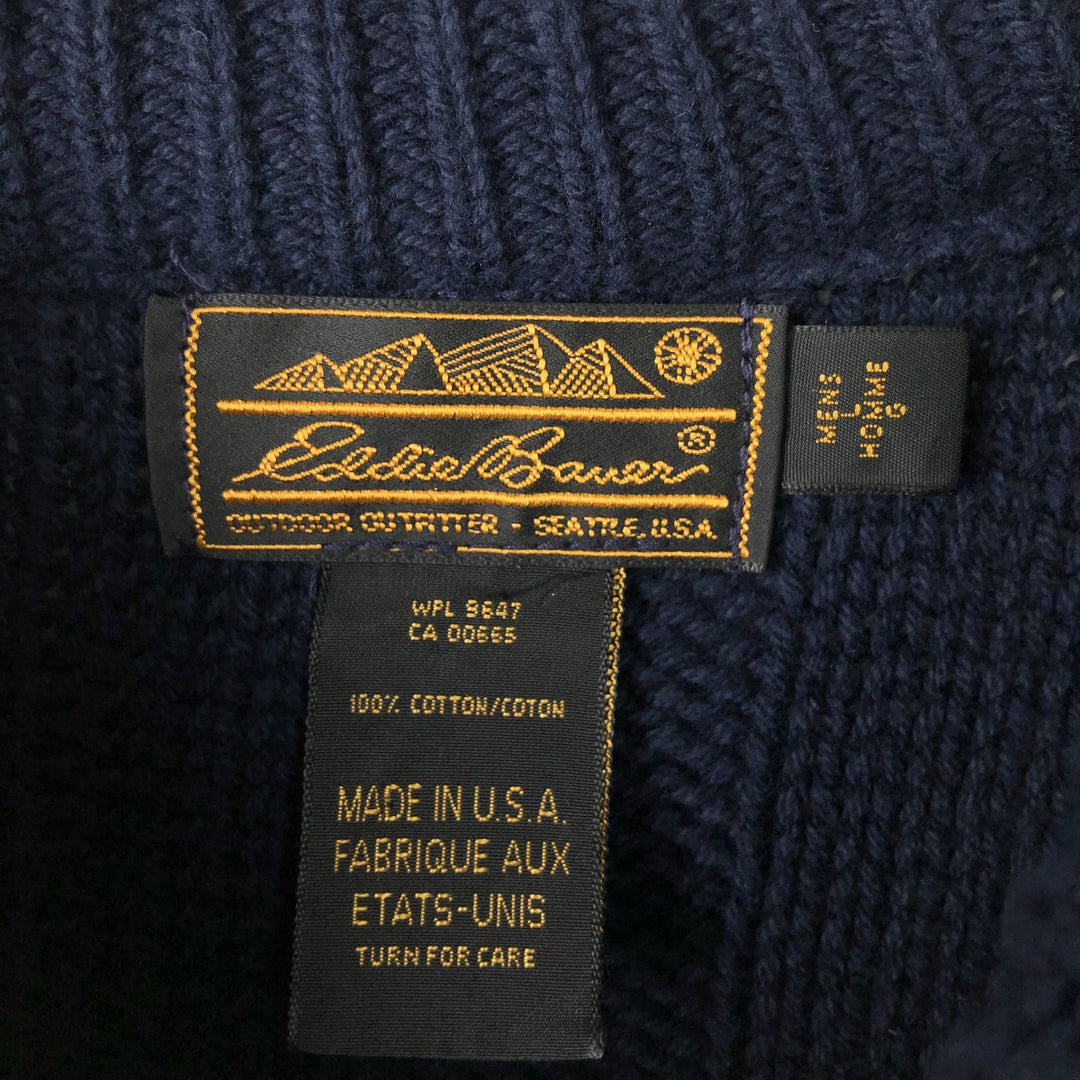 Eddie Bauer®
OUTDOOR OUTFITTER - SEATTLE, U.S.A.
MENS
L
G
HOMME
WPL 9647
CA 00665
100% COTTON/COTON
MADE IN U.S.A.
FABRIQUE AUX
ETATS-UNIS
TURN FOR CARE